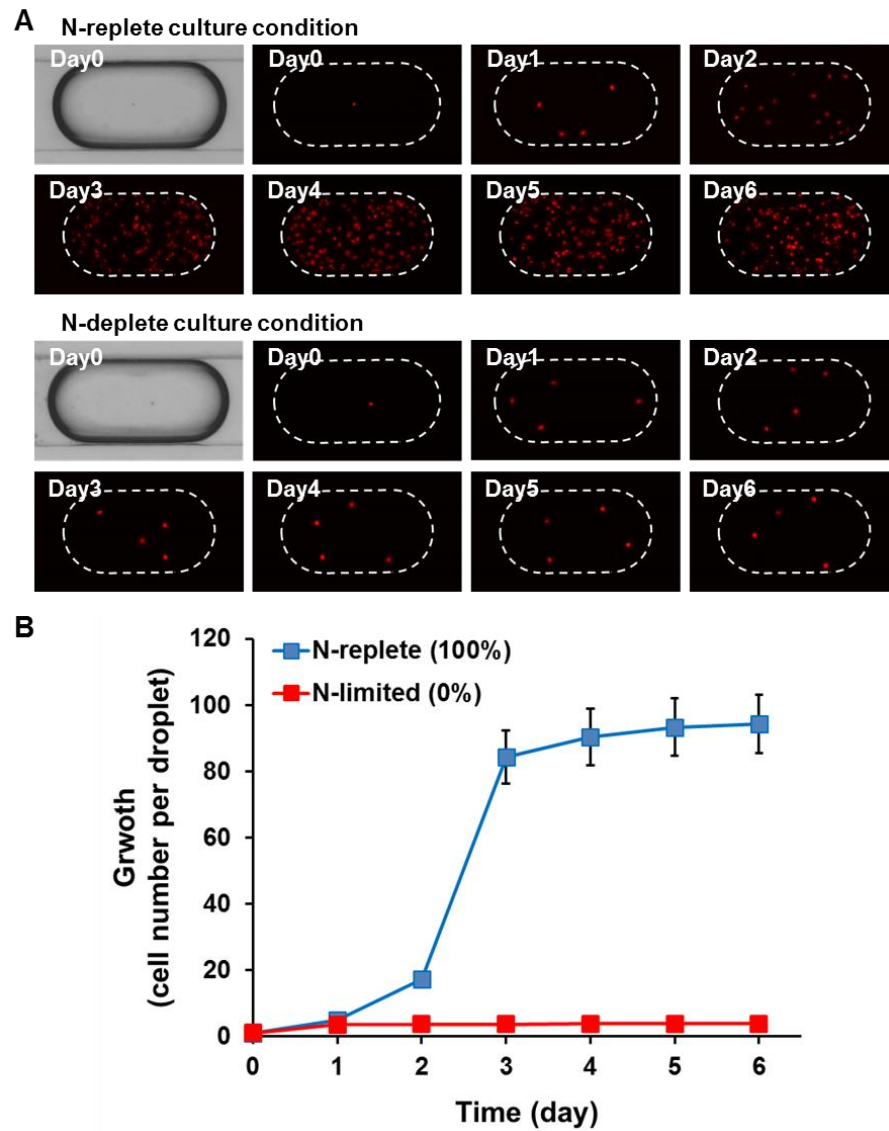 A
N-replete culture condition
Day0 Day0 Day1 Day2
Day3 Day4 Day5 Day6
N-deplete culture condition
Day0 Day0 Day1 Day2
Day3 Day4 Day5 Day6
B
N-replete (100%)
N-limited (0%)
Grwoth
(cell number per droplet)
120
100
80
60
40
20
0
0 1 2 3 4 5 6
Time (day)